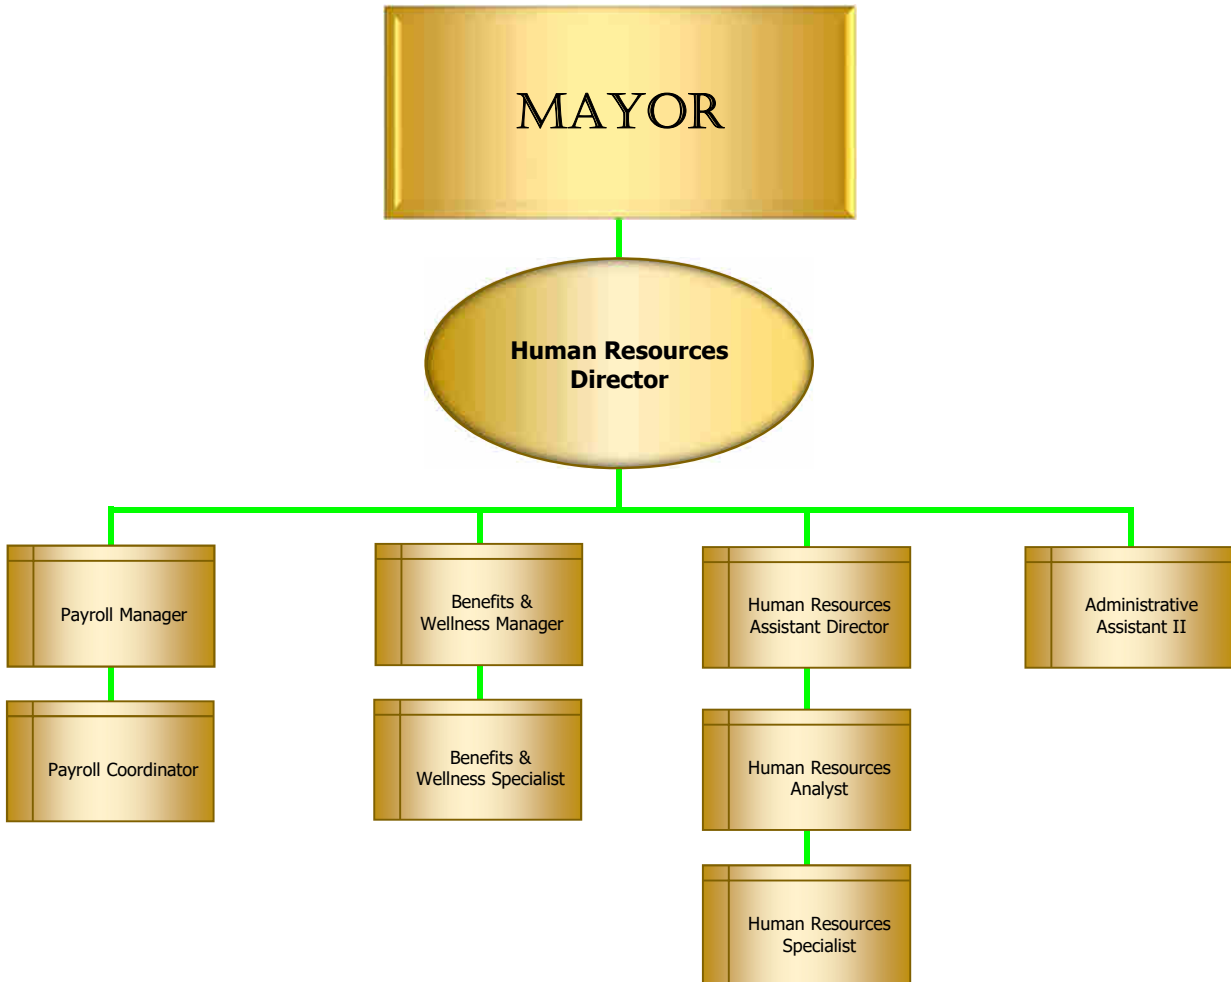 MAYOR
Human Resources
Director
Payroll Manager
Benefits &
Wellness Manager
Human Resources
Assistant Director
Administrative
Assistant II
Payroll Coordinator
Benefits &
Wellness Specialist
Human Resources
Analyst
Human Resources
Specialist